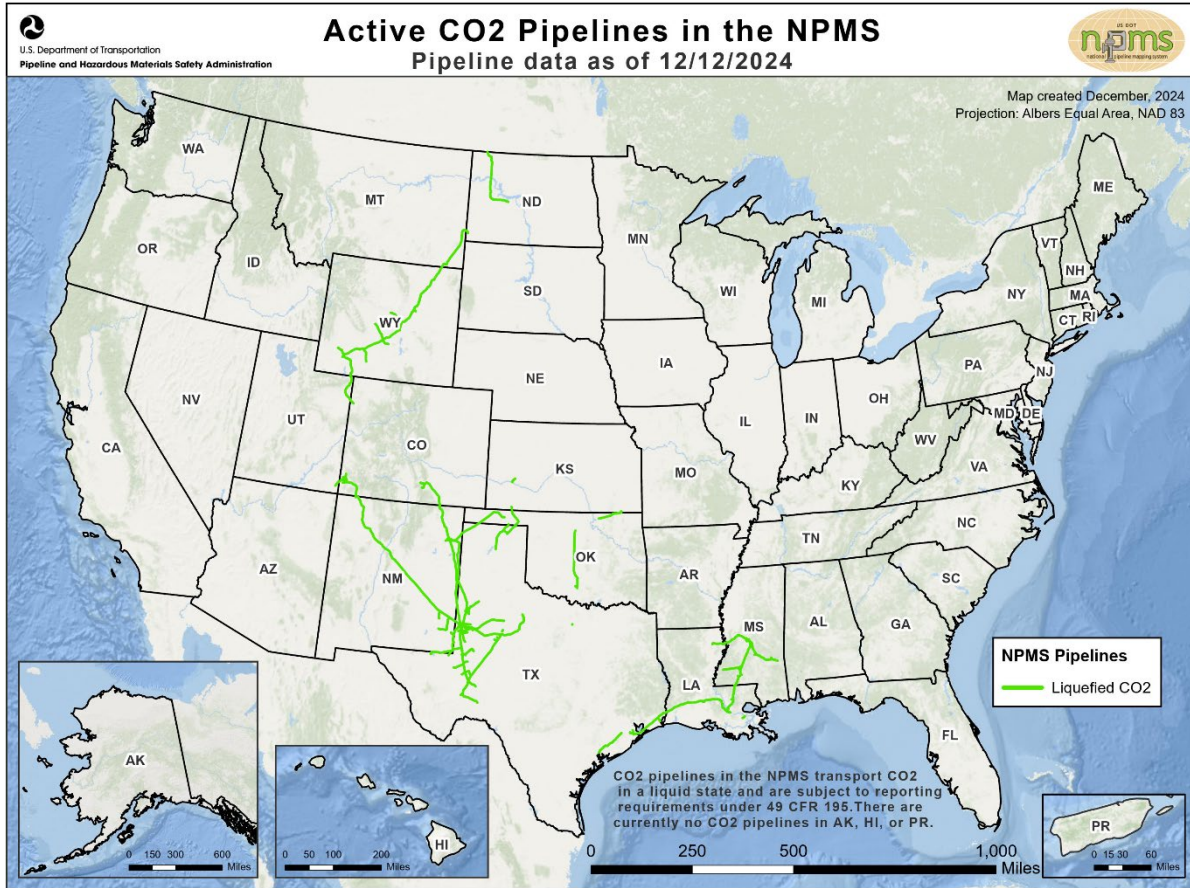 U.S. Department of Transportation
Pipeline and Hazardous Materials Safety Administration
Active CO2 Pipelines in the NPMS
Pipeline data as of 12/12/2024
US DOT
npms
national pipeline mapping system
Map created December, 2024
Projection: Albers Equal Area, NAD 83
WA
MT
ND
MN
ME
OR
ID
SD
WI
MI
VT
NH
NY
MA
CT
RI
WY
IA
PA
NJ
NE
NV
UT
CO
IL
IN
OH
MD
DE
WV
CA
KS
MO
KY
VA
AZ
NM
OK
AR
TN
NC
SC
TX
LA
MS
AL
GA
FL
NPMS Pipelines
Liquefied CO2
CO2 pipelines in the NPMS transport CO2
in a liquid state and are subject to reporting
requirements under 49 CFR 195.There are
currently no CO2 pipelines in AK, HI, or PR.
AK
0 150 300 600
Miles
HI
0 50 100 200
Miles
0 250 500 1,000
Miles
PR
0 15 30 60
Miles